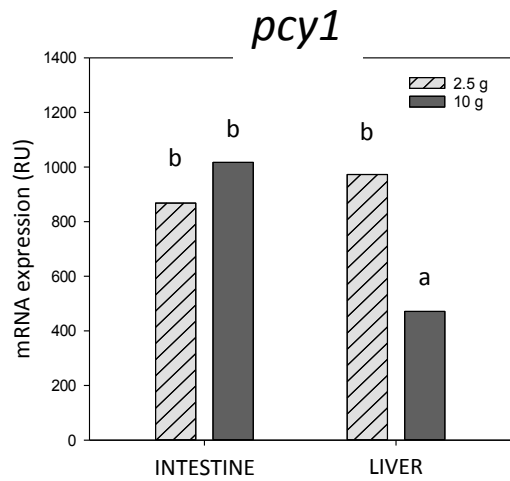 pcy1
1400
1200
1000
800
600
400
200
0
mRNA expression (RU)
2.5 g
10 g
b
b
b
a
INTESTINE
LIVER